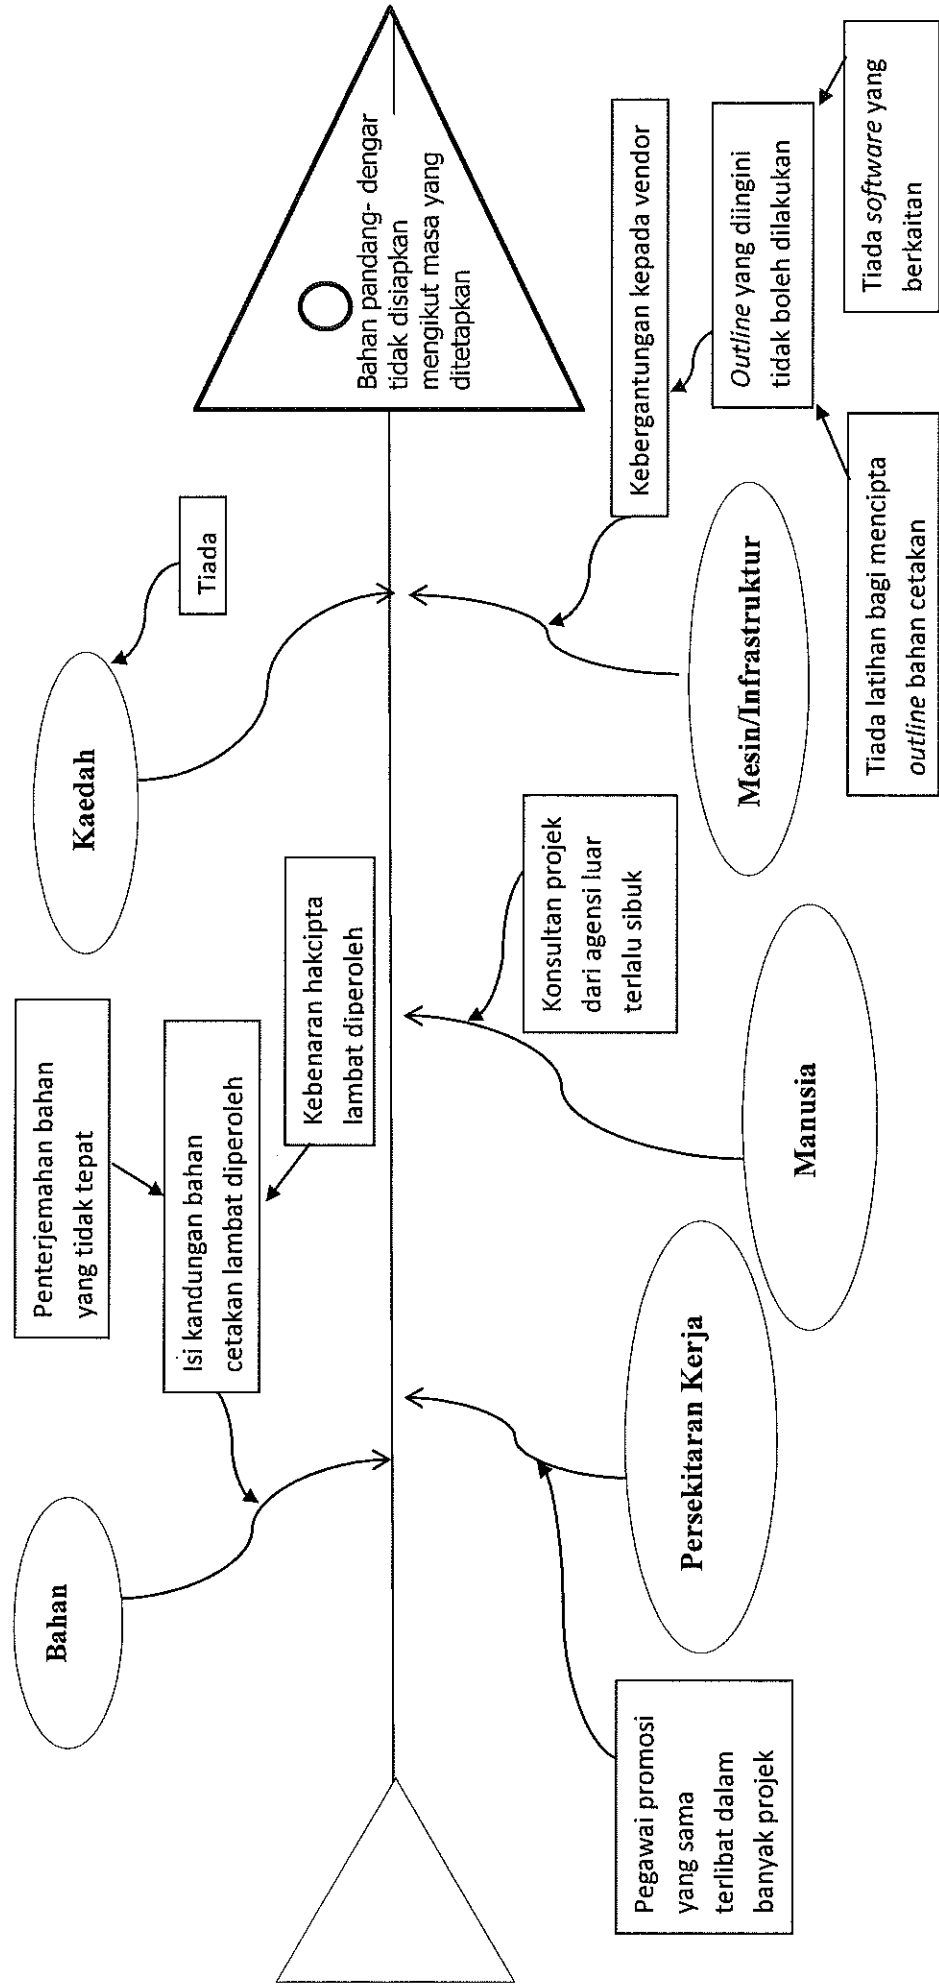 Bahan
Penterjemahan bahan
yang tidak tepat
Isi kandungan bahan
cetakan lambat diperoleh
Kebenaran hakcipta
lambat diperoleh
Kaedah
Tiada
Bahan pandang- dengar
tidak disiapkan
mengikut masa yang
ditetapkan
Pegawai promosi
yang sama
terlibat dalam
banyak projek
Persekitaran Kerja
Manusia
Konsultan projek
dari agensi luar
terlalu sibuk
Mesin/Infrastruktur
Kebergantungan kepada vendor
Outline yang diingini
tidak boleh dilakukan
Tiada latihan bagi mencipta
outline bahan cetakan
Tiada software yang
berkaitan